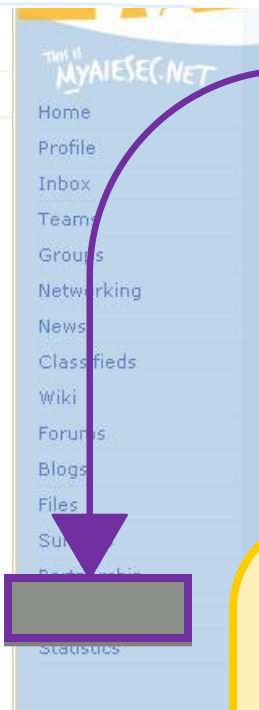 THIS IS
MYAIESEC.NET
Home
Profile
Inbox
Teams
Groups
Networking
News
Classifieds
Wiki
Forums
Blogs
Files
Statistics